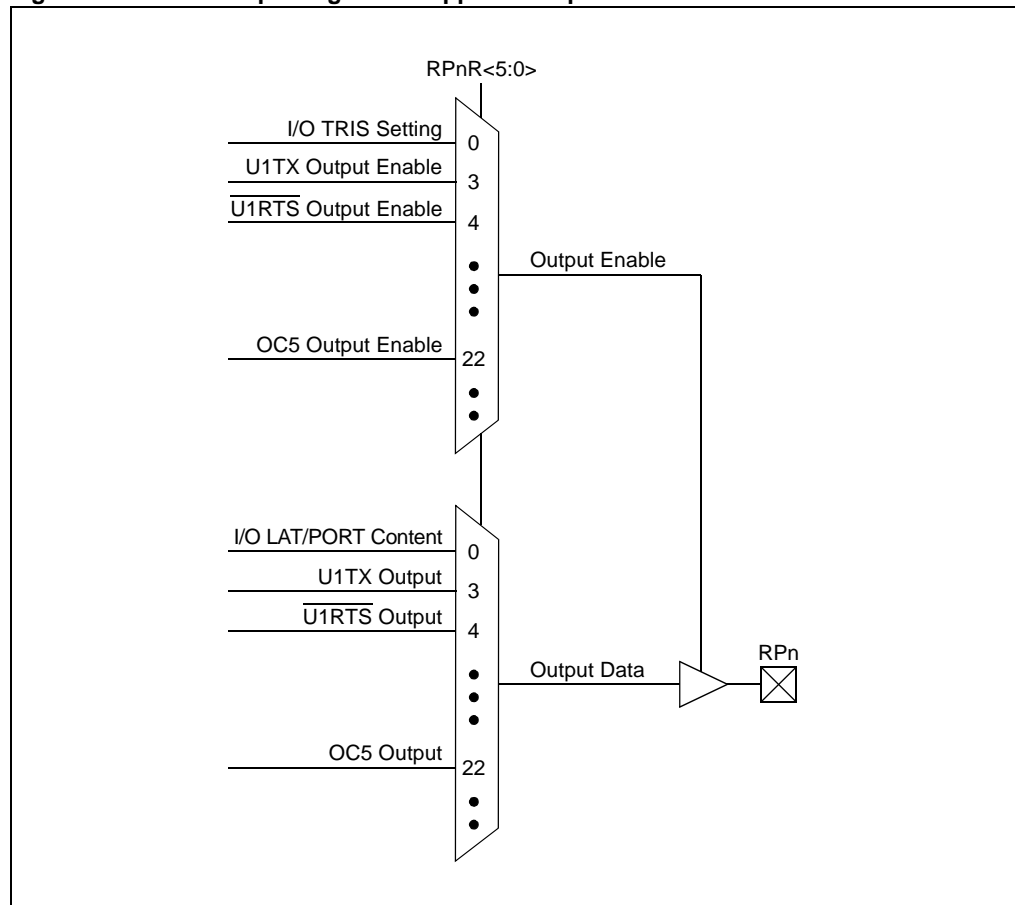 RPnR<5:0>
I/O TRIS Setting
0
U1TX Output Enable
3
U1RTS Output Enable
4
Output Enable
OC5 Output Enable
22
I/O LAT/PORT Content
0
U1TX Output
3
U1RTS Output
4
Output Data
RPn
OC5 Output
22